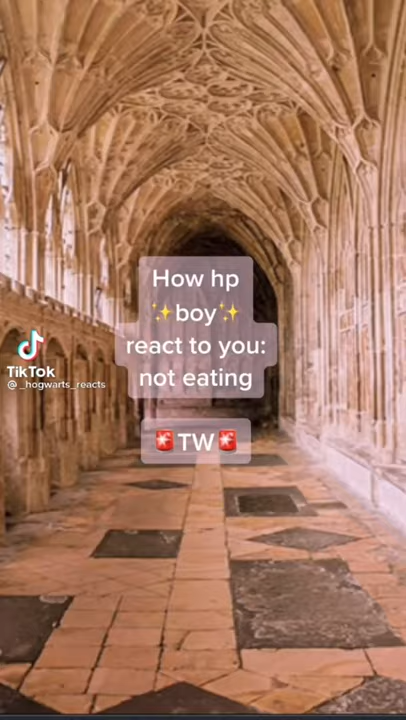 How hp
✨boy✨
react to you:
not eating
🚨TW🚨
TikTok
@_hogwarts_reacts